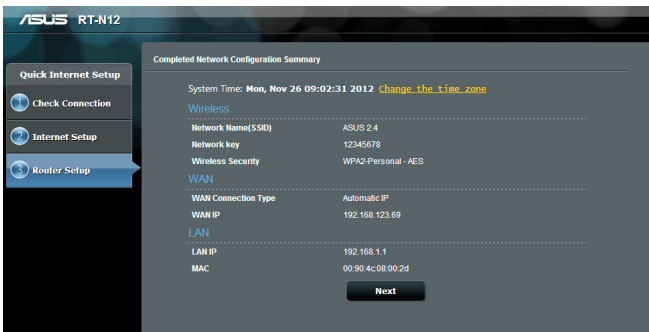 ASUS RT-N12
Quick Internet Setup
1 Check Connection
2 Internet Setup
3 Router Setup
Completed Network Configuration Summary
System Time: Mon, Nov 26 09:02:31 2012 Change the time zone
Wireless
Network Name(SSID) ASUS 2.4
Network key 12345678
Wireless Security WPA2-Personal - AES
WAN
WAN Connection Type Automatic IP
WAN IP 192.168.123.69
LAN
LAN IP 192.168.1.1
MAC 00:90:4c:08:00:2d
Next